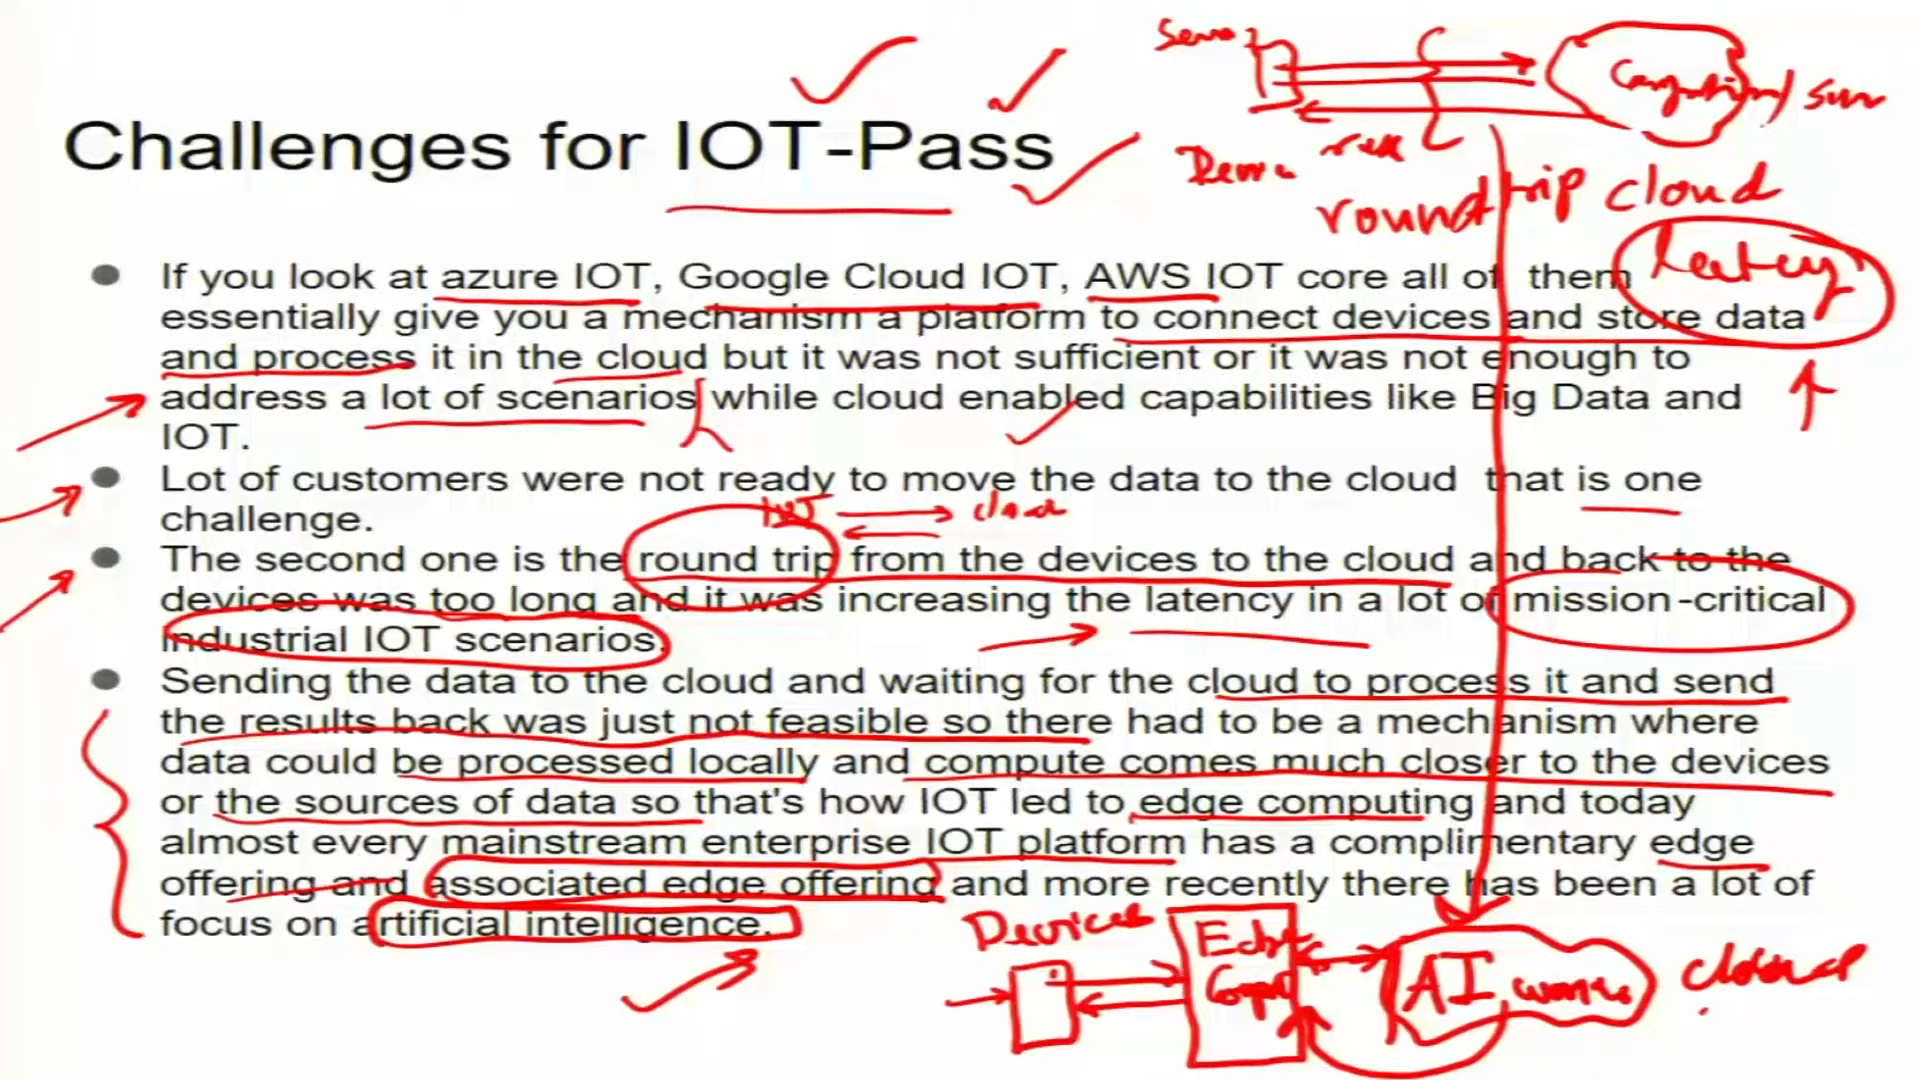 Challenges for IOT-Pass
round trip cloud
latency
If you look at azure IOT, Google Cloud IOT, AWS IOT core all of them
essentially give you a mechanism a platform to connect devices and store data
and process it in the cloud but it was not sufficient or it was not enough to
address a lot of scenarios while cloud enabled capabilities like Big Data and
IOT.
Lot of customers were not ready to move the data to the cloud that is one
challenge.
IOT cloud
The second one is the round trip from the devices to the cloud and back to the
devices was too long and it was increasing the latency in a lot of mission-critical
industrial IOT scenarios.
Sending the data to the cloud and waiting for the cloud to process it and send
the results back was just not feasible so there had to be a mechanism where
data could be processed locally and compute comes much closer to the devices
or the sources of data so that's how IOT led to edge computing and today
almost every mainstream enterprise IOT platform has a complimentary edge
offering and associated edge offering and more recently there has been a lot of
focus on artificial intelligence.
Devices
AI